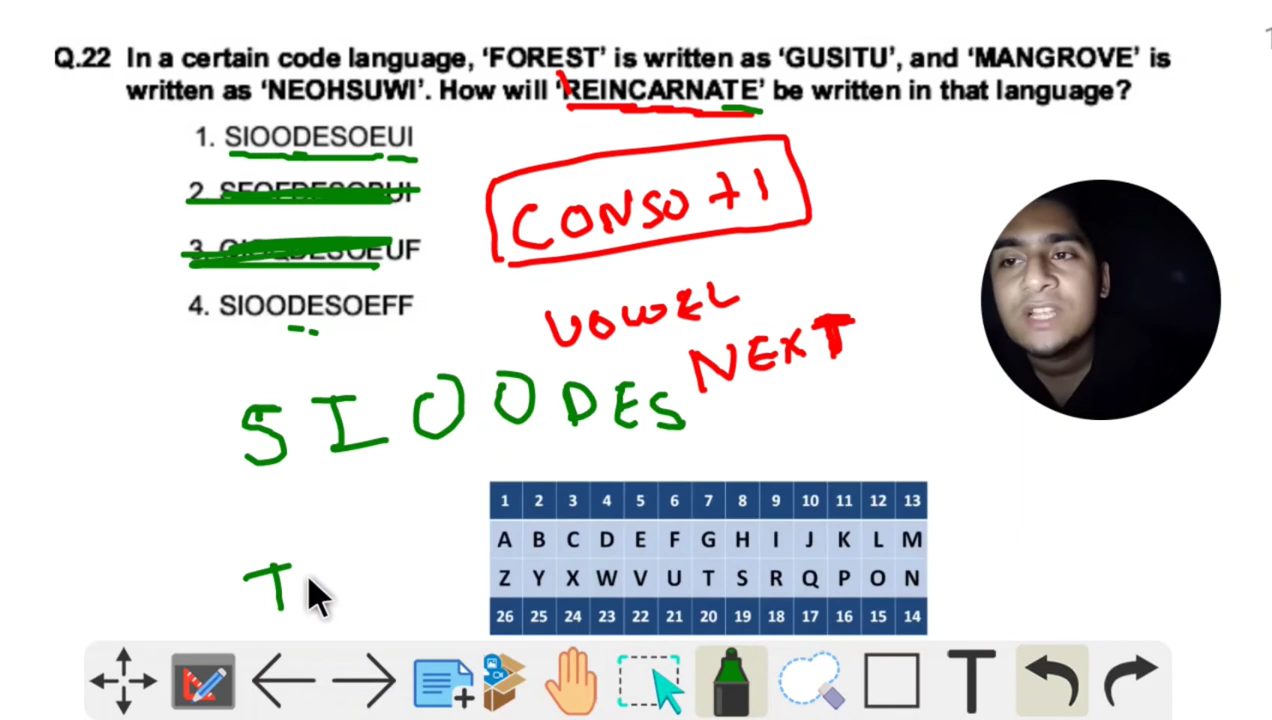 Q.22 In a certain code language, ‘FOREST’ is written as ‘GUSITU’, and ‘MANGROVE’ is
written as ‘NEOHSUWI’. How will ‘REINCARNATE’ be written in that language?
1. SIOODESOEUI
3. OIOODESOEUF
4. SIOODESOEFF
CONSO +1
VOWEL
NEXT
S I O O D E S
T
1 2 3 4 5 6 7 8 9 10 11 12 13
A B C D E F G H I J K L M
Z Y X W V U T S R Q P O N
26 25 24 23 22 21 20 19 18 17 16 15 14
T